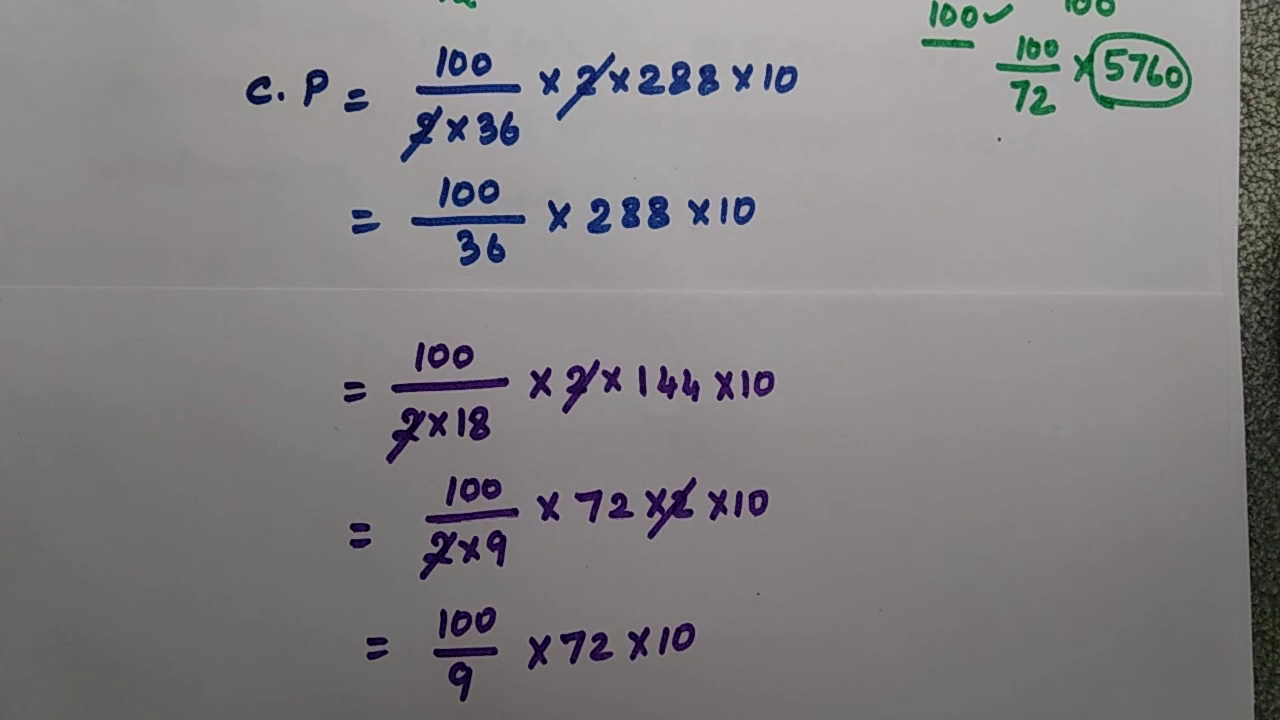 100✓ 100
100/72 × 5760
C.P = 100/(2 × 36) × 2 × 288 × 10
= 100/36 × 288 × 10
= 100/(2 × 18) × 2 × 144 × 10
= 100/(2 × 9) × 72 × 2 × 10
= 100/9 × 72 × 10